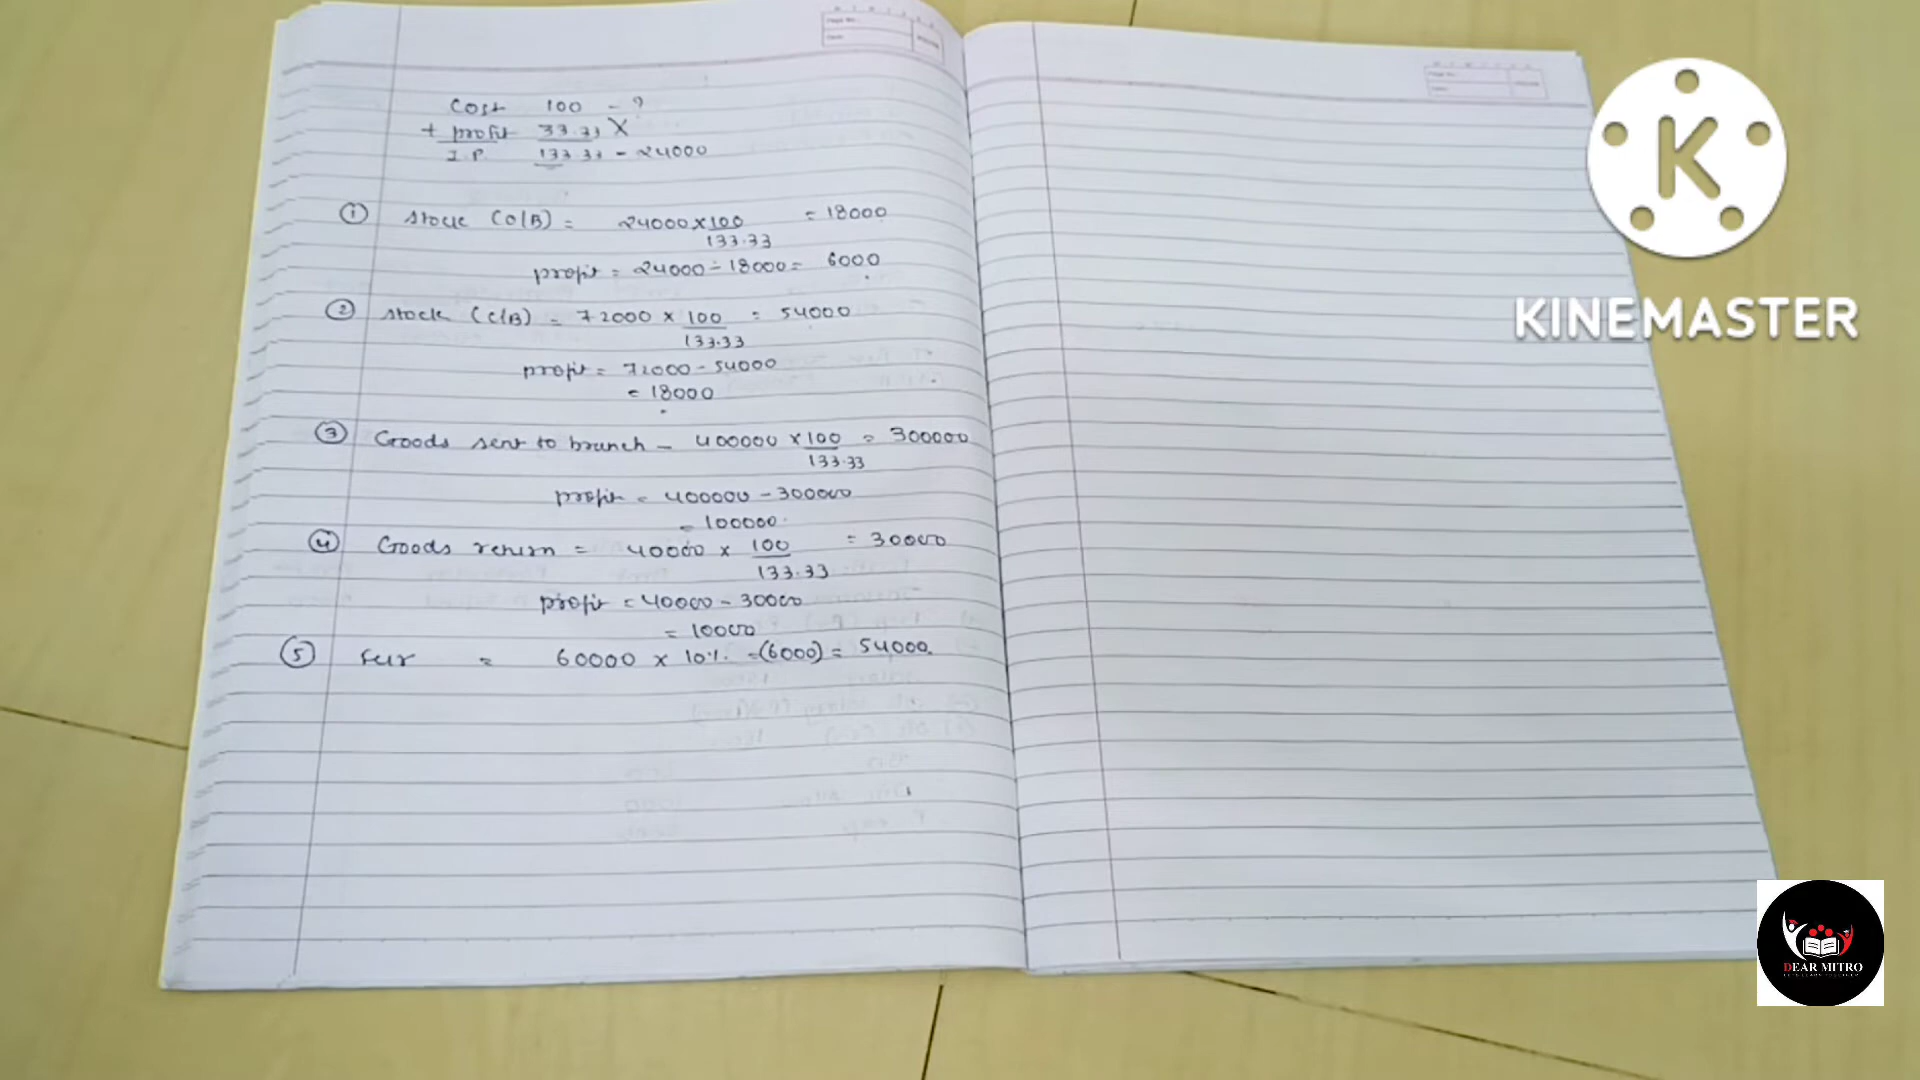 Cost 100 - ?
+ profit 33.33 X
I.P. 133.33 - 24000
① stock (O/B) = 24000 x 100 = 18000
133.33
profit = 24000 - 18000 = 6000
② stock (C/B) - 72000 x 100 = 54000
133.33
profit = 72000 - 54000
= 18000
③ Goods sent to branch - 400000 x 100 = 300000
133.33
profit = 400000 - 300000
= 100000
④ Goods return = 40000 x 100 = 30000
133.33
profit = 40000 - 30000
= 10000
⑤ = 60000 x 10% = (6000) = 54000.
K
KINEMASTER
DEAR MITRO